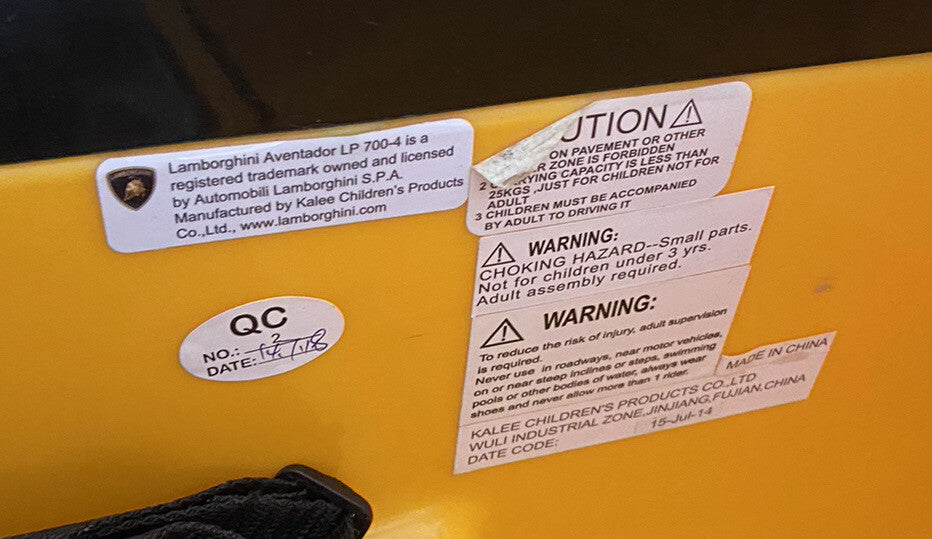 Lamborghini Aventador LP 700-4 is a
registered trademark owned and licensed
by Automobili Lamborghini S.P.A.
Manufactured by Kalee Children's Products
Co.,Ltd., www.lamborghini.com
UTION
ON PAVEMENT OR OTHER
R ZONE IS FORBIDDEN
2 RYING CAPACITY IS LESS THAN
25KGS ,JUST FOR CHILDREN NOT FOR
ADULT
3 CHILDREN MUST BE ACCOMPANIED
BY ADULT TO DRIVING IT
WARNING:
CHOKING HAZARD--Small parts.
Not for children under 3 yrs.
Adult assembly required.
QC
NO.: 2
DATE:
WARNING:
To reduce the risk of injury, adult supervision
is required.
Never use in roadways, near motor vehicles,
on or near steep inclines or steps, swimming
pools or other bodies of water, always wear
shoes and never allow more than 1 rider.
MADE IN CHINA
KALEE CHILDREN'S PRODUCTS CO.,LTD
WULI INDUSTRIAL ZONE,JINJIANG,FUJIAN,CHINA
DATE CODE: 15-Jul-14